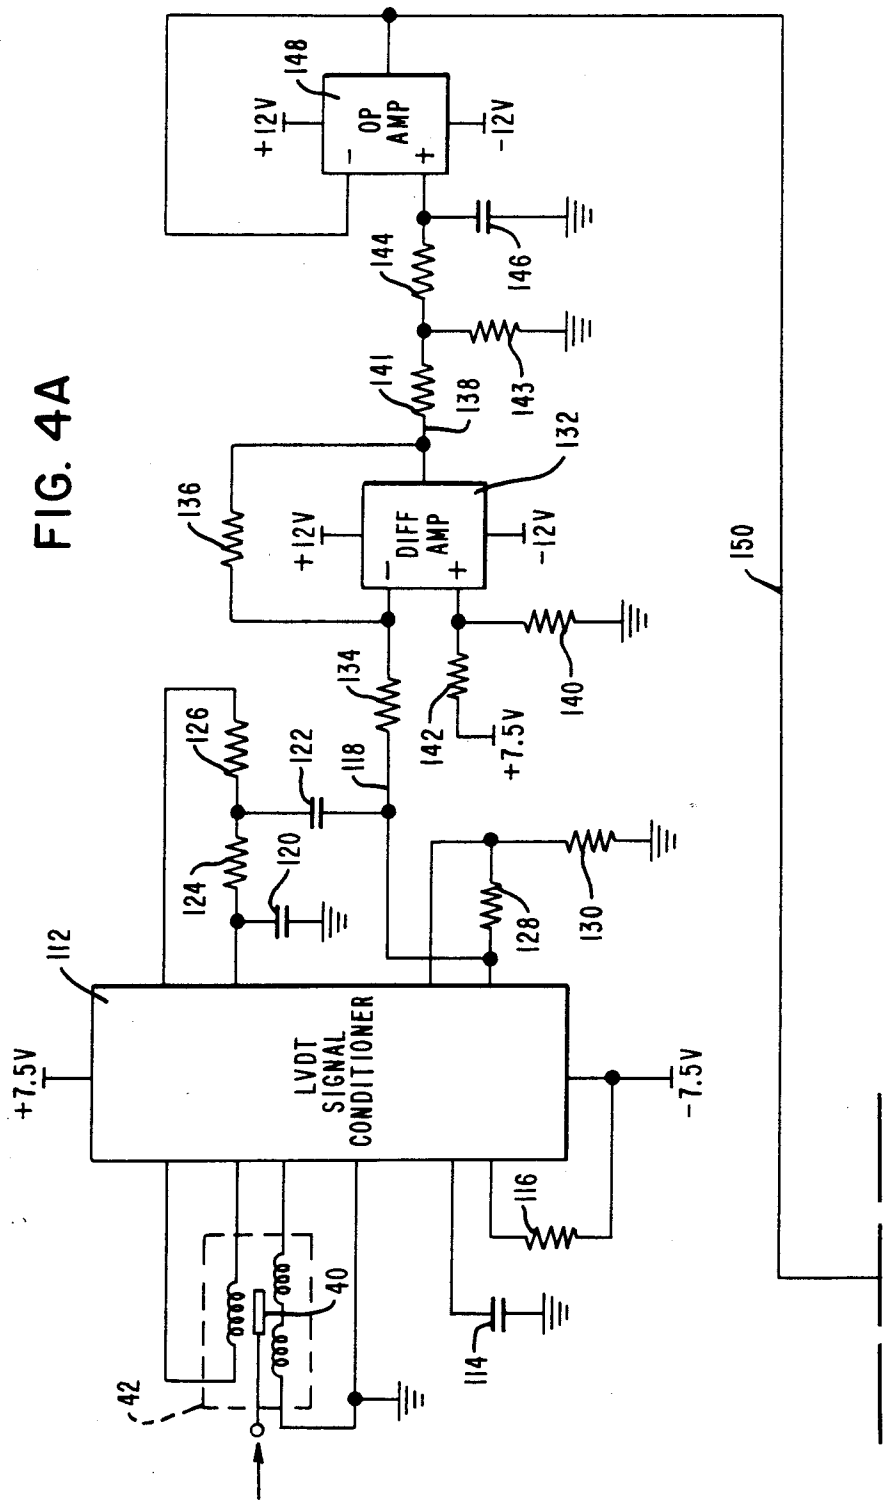 FIG. 4A
+7.5V
112
LVDT
SIGNAL
CONDITIONER
-7.5V
42
40
114
116
124
126
120
122
118
128
130
134
136
142
+7.5V
140
+12V
-
DIFF
AMP
+
-12V
132
138
141
143
144
146
+12V
148
-
OP
AMP
+
-12V
150